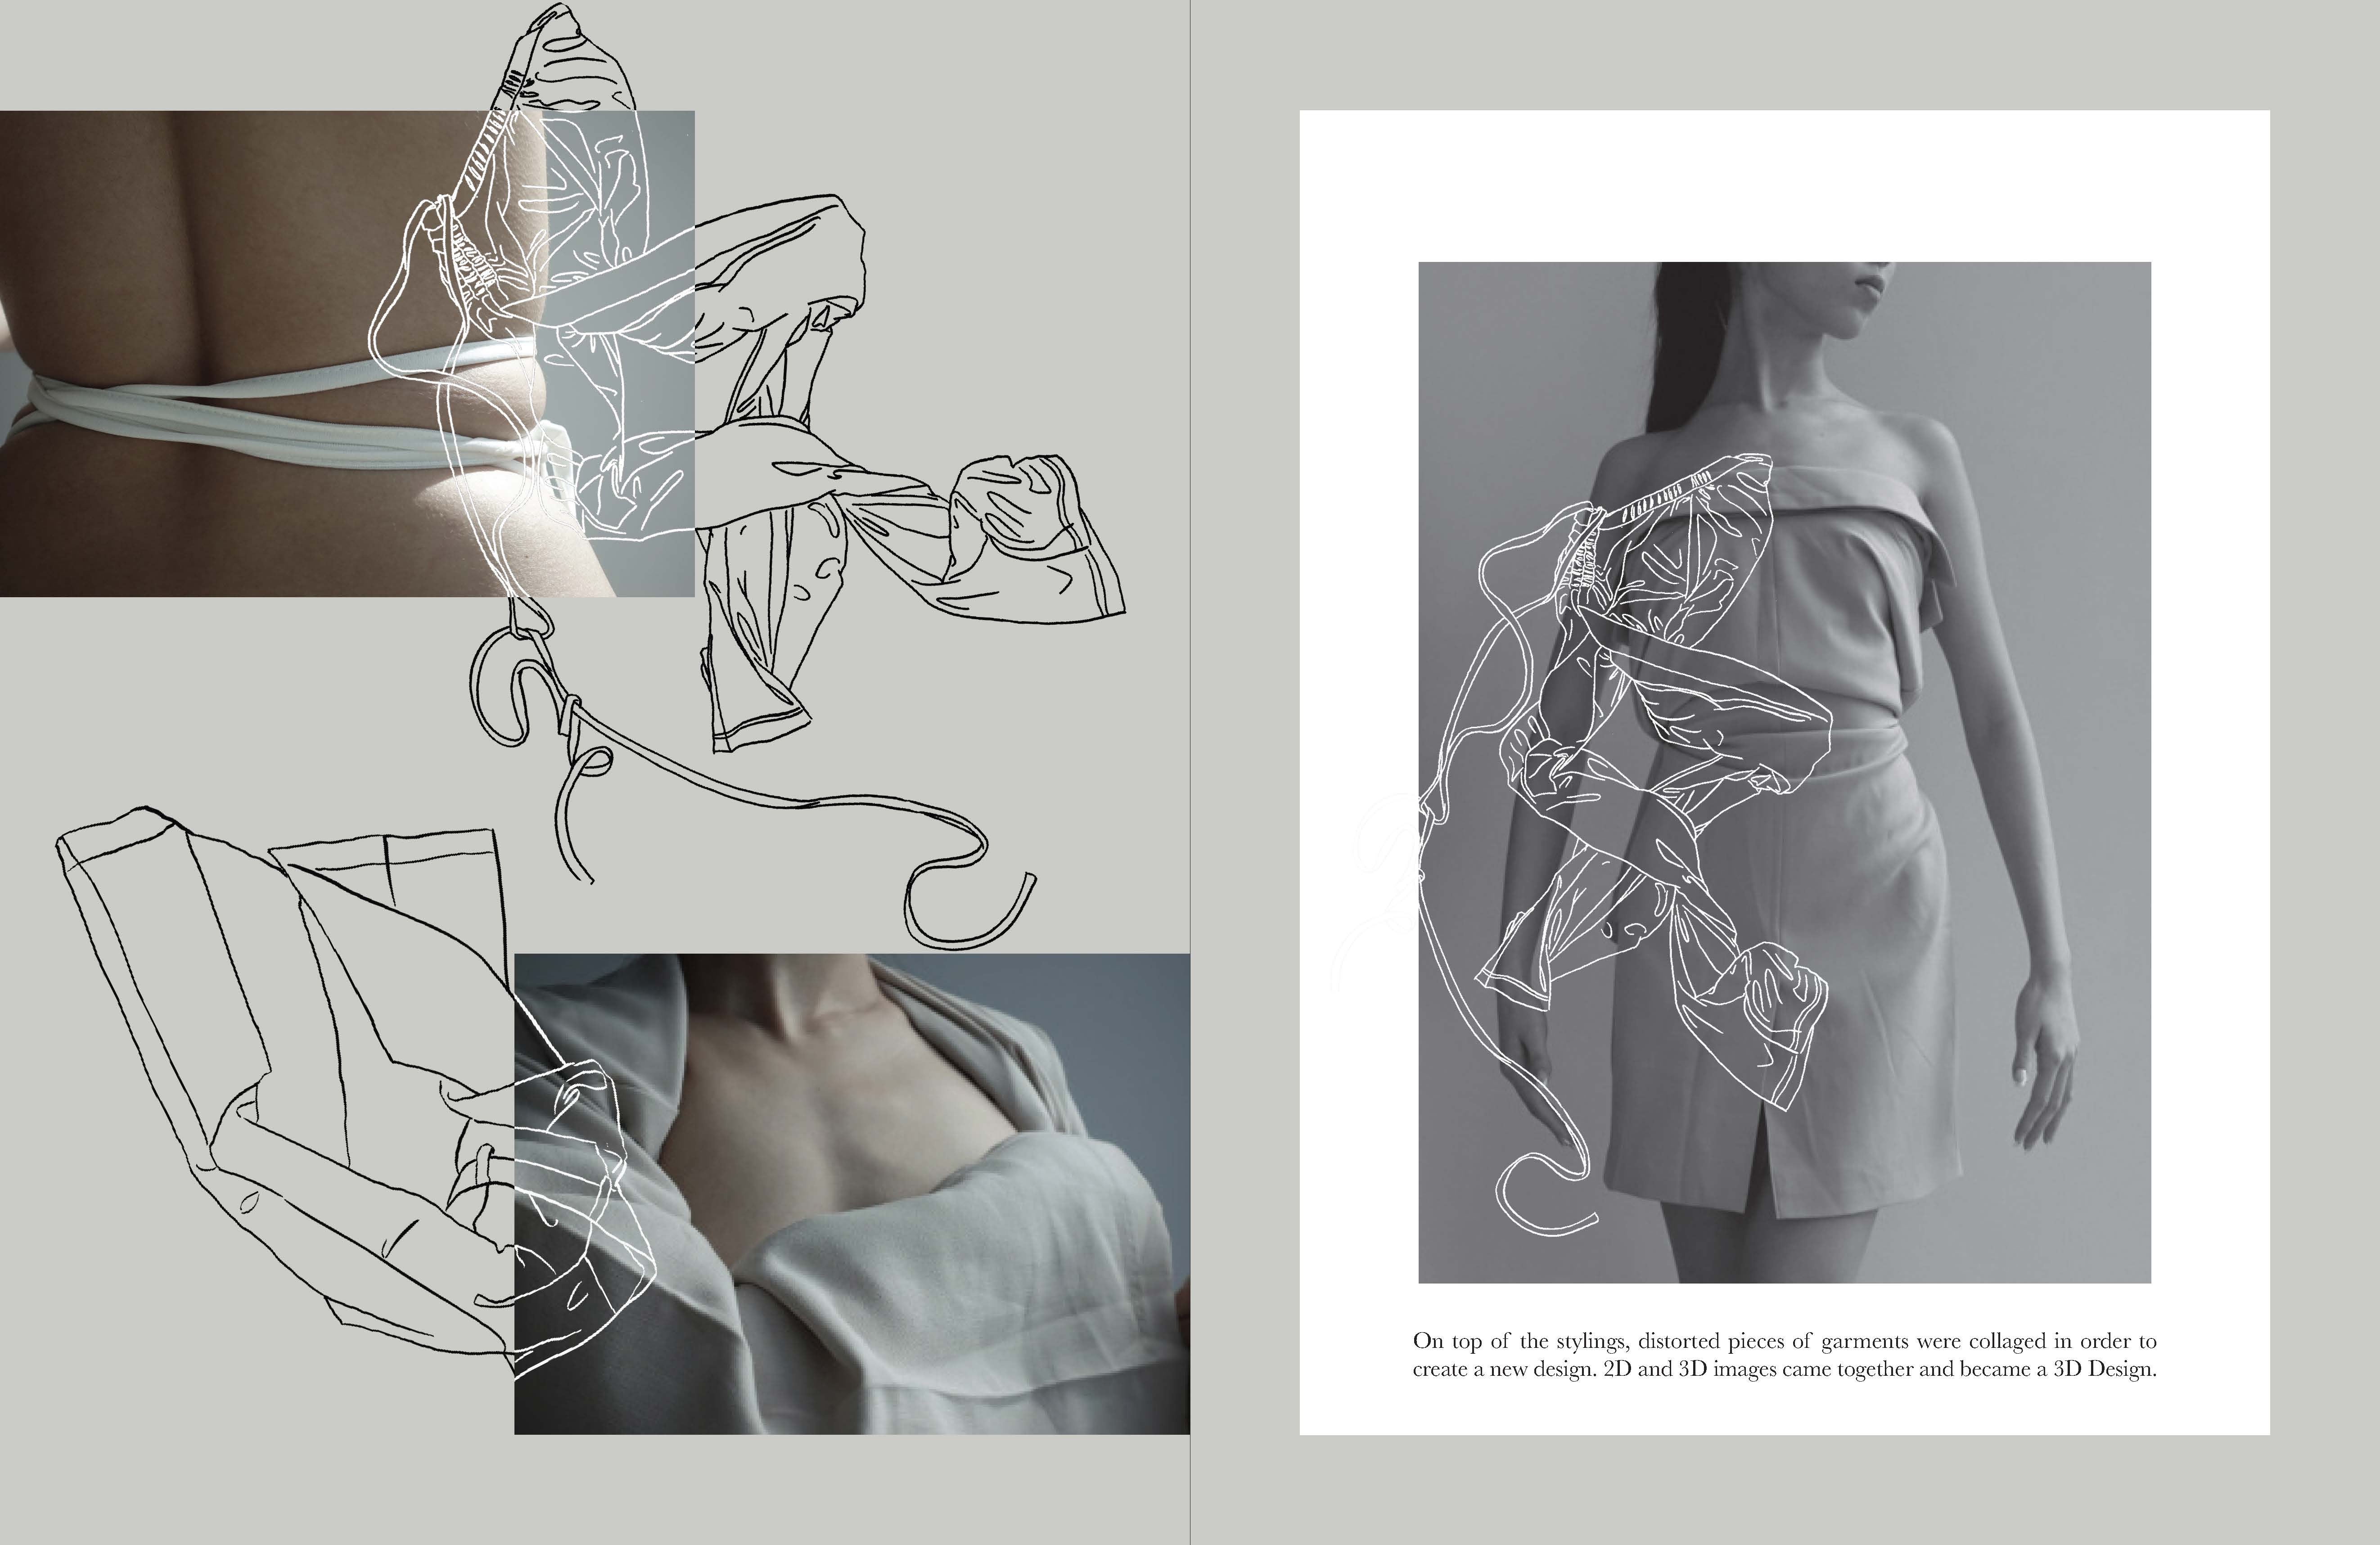 On top of the stylings, distorted pieces of garments were collaged in order to
create a new design. 2D and 3D images came together and became a 3D Design.